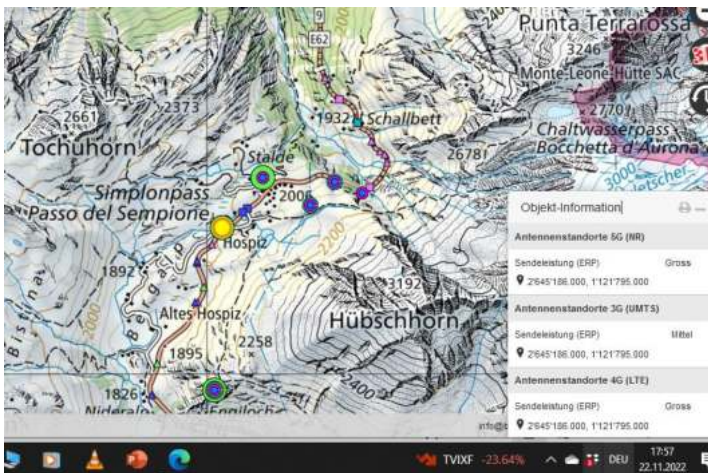 Punta Terrarossa
9
E62
2000
3246
Monte-Leone-Hütte SAC
2373
2661
1932
Schallbett
2770
Chaltwasserpass
Bocchetta d'Aurona
Tochuhorn
Stalde
2678
3000
Simplonpass
2006
Passo del Sempione
Hospiz
2200
1892
3192
Altes Hospiz
Hübschhorn
2258
1895
2400
1826
Engiloch
Objekt-Information
Antennenstandorte 5G (NR)
Sendeleistung (ERP) Gross
2'645'186.000, 1'121'795.000
Antennenstandorte 3G (UMTS)
Sendeleistung (ERP) Mittel
2'645'186.000, 1'121'795.000
Antennenstandorte 4G (LTE)
Sendeleistung (ERP) Gross
2'645'186.000, 1'121'795.000
TVIXF -23.64%
DEU
17:57
22.11.2022